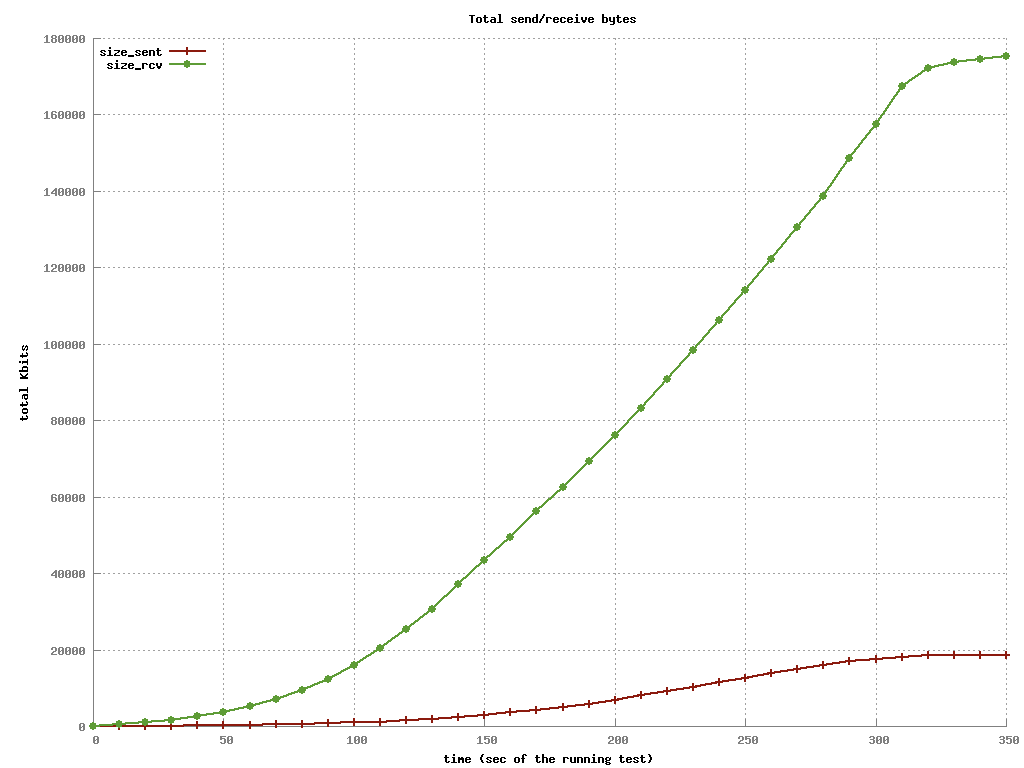 Total send/receive bytes
size_sent
size_rcv
180000
160000
140000
120000
100000
80000
60000
40000
20000
0
total Kbits
0 50 100 150 200 250 300 350
time (sec of the running test)